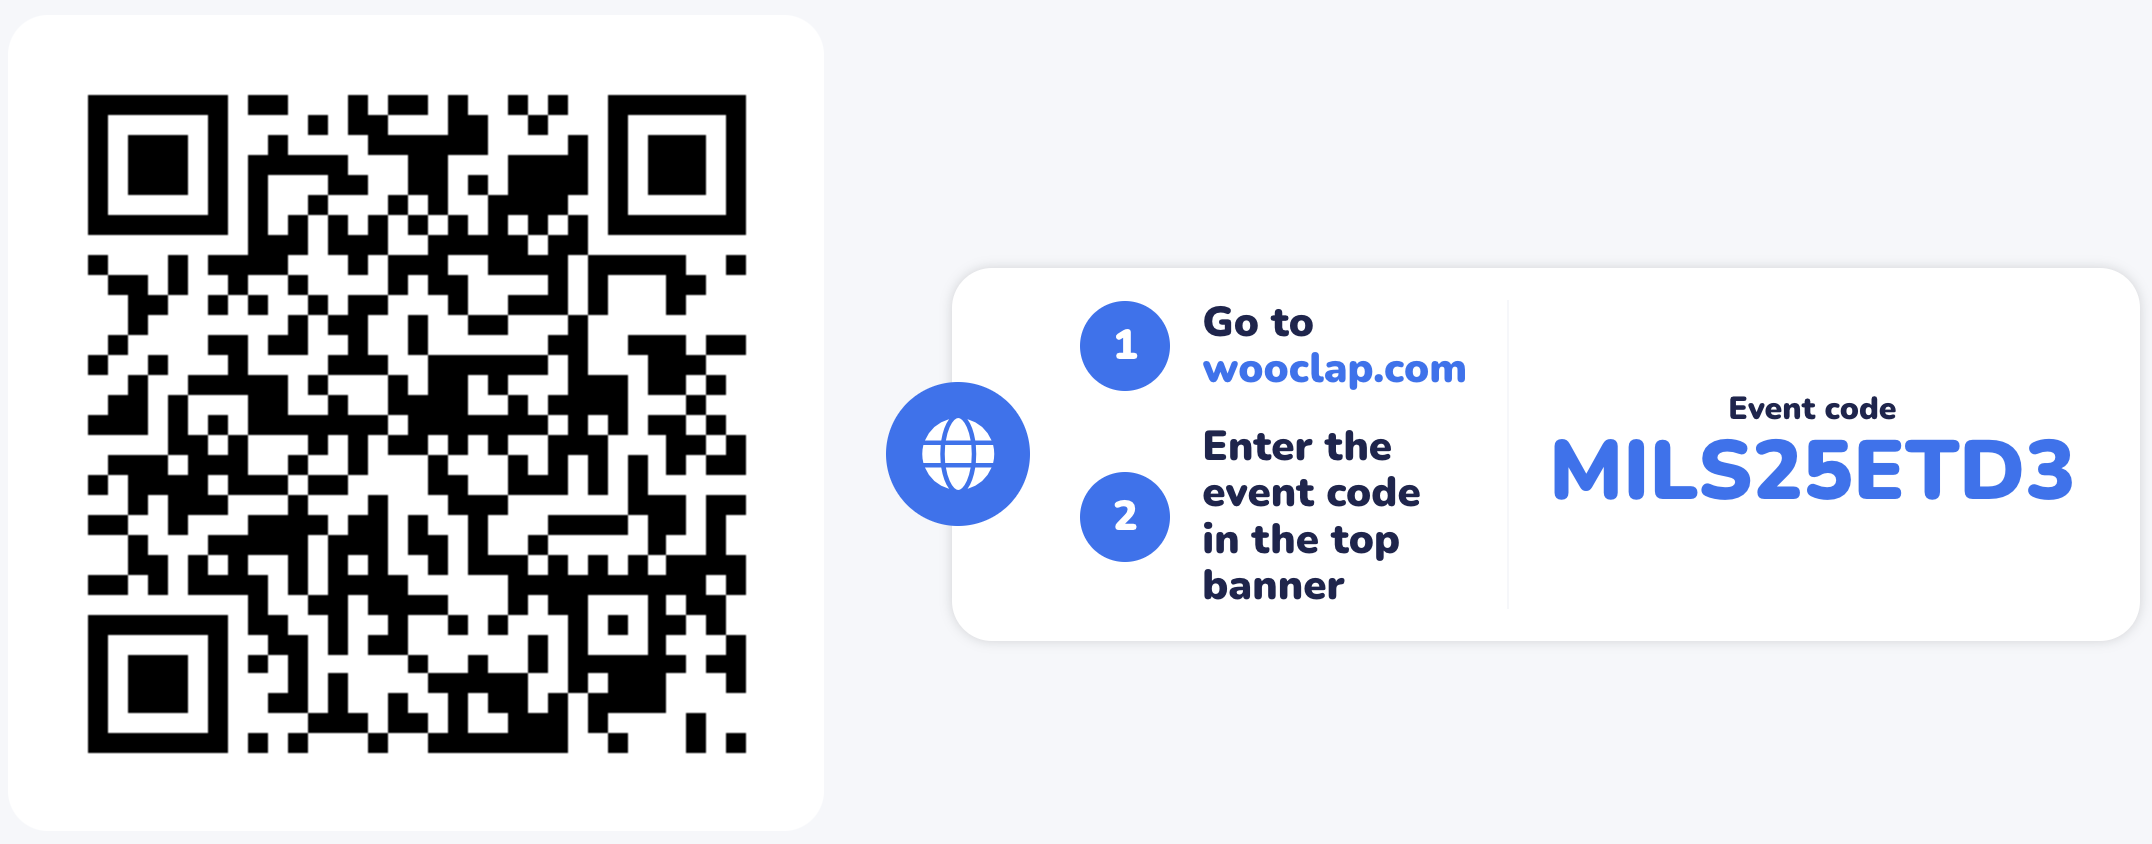 1
Go to
wooclap.com
2
Enter the
event code
in the top
banner
Event code
MILS25ETD3